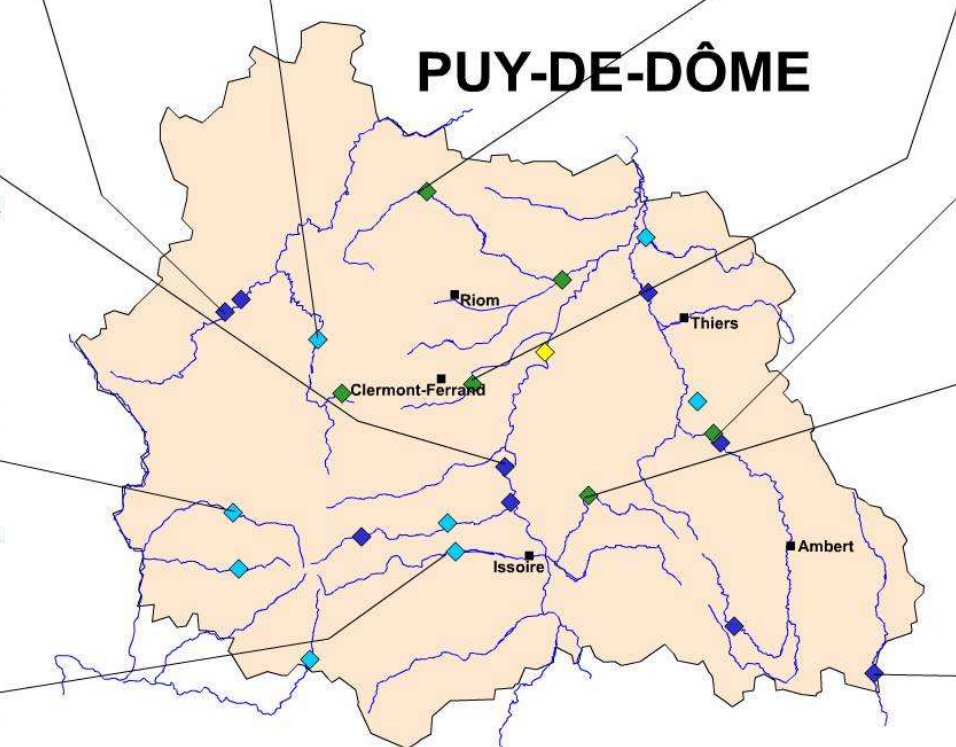 PUY-DE-DÔME
Riom
Thiers
Clermont-Ferrand
Ambert
Issoire